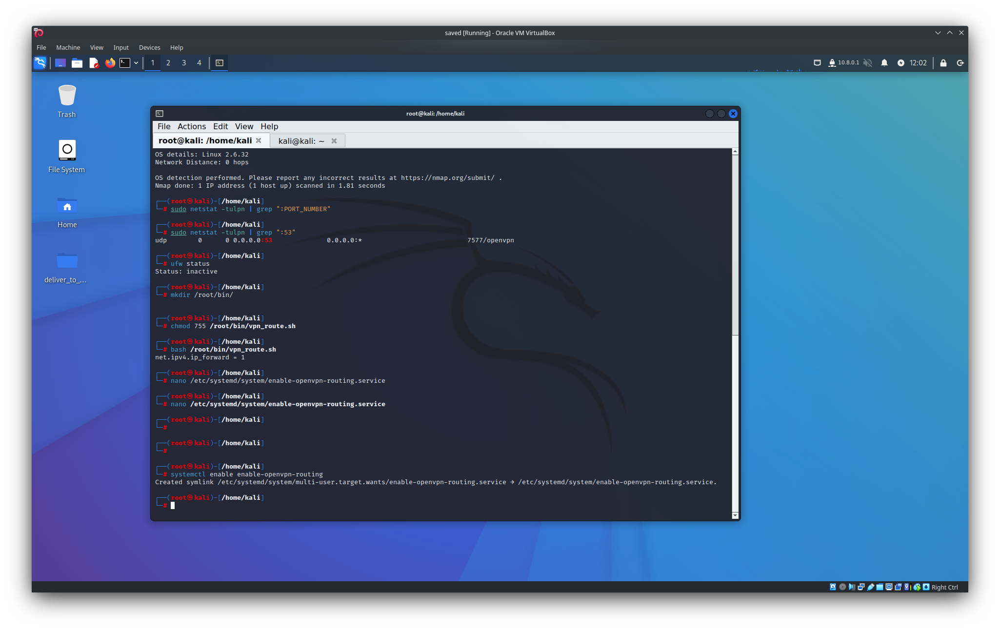 saved [Running] - Oracle VM VirtualBox
File Machine View Input Devices Help
1 2 3 4 10.8.0.1 12:02
Trash
File System
Home
deliver_to_...
root@kali: /home/kali
File Actions Edit View Help
root@kali: /home/kali kali@kali: ~
OS details: Linux 2.6.32
Network Distance: 0 hops
OS detection performed. Please report any incorrect results at https://nmap.org/submit/ .
Nmap done: 1 IP address (1 host up) scanned in 1.81 seconds
┌──(root㉿kali)-[/home/kali]
└─# sudo netstat -tulpn | grep ":PORT_NUMBER"
┌──(root㉿kali)-[/home/kali]
└─# sudo netstat -tulpn | grep ":53"
udp 0 0 0.0.0.0:53 0.0.0.0:* 7577/openvpn
┌──(root㉿kali)-[/home/kali]
└─# ufw status
Status: inactive
┌──(root㉿kali)-[/home/kali]
└─# mkdir /root/bin/
┌──(root㉿kali)-[/home/kali]
└─# chmod 755 /root/bin/vpn_route.sh
┌──(root㉿kali)-[/home/kali]
└─# bash /root/bin/vpn_route.sh
net.ipv4.ip_forward = 1
┌──(root㉿kali)-[/home/kali]
└─# nano /etc/systemd/system/enable-openvpn-routing.service
┌──(root㉿kali)-[/home/kali]
└─# nano /etc/systemd/system/enable-openvpn-routing.service
┌──(root㉿kali)-[/home/kali]
└─#
┌──(root㉿kali)-[/home/kali]
└─#
┌──(root㉿kali)-[/home/kali]
└─# systemctl enable enable-openvpn-routing
Created symlink /etc/systemd/system/multi-user.target.wants/enable-openvpn-routing.service → /etc/systemd/system/enable-openvpn-routing.service.
┌──(root㉿kali)-[/home/kali]
└─#
Right Ctrl